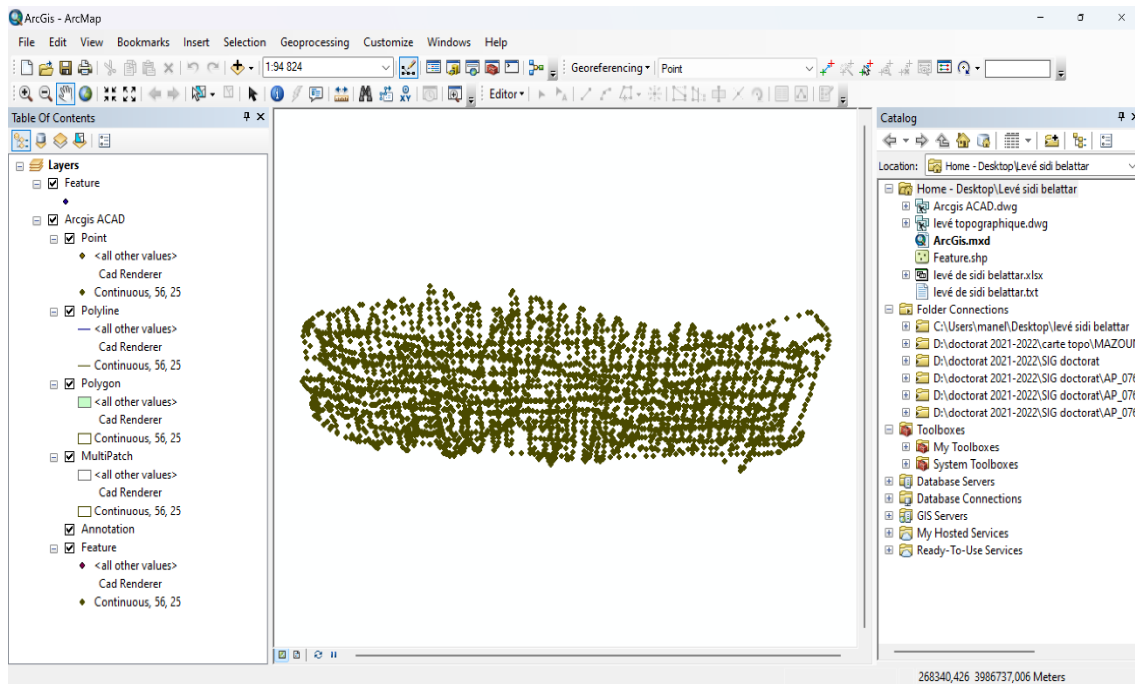 ArcGis - ArcMap
File Edit View Bookmarks Insert Selection Geoprocessing Customize Windows Help
1:94 824
Georeferencing
Point
Editor
Table Of Contents
Layers
Feature
Arcgis ACAD
Point
<all other values>
Cad Renderer
Continuous, 56, 25
Polyline
<all other values>
Cad Renderer
Continuous, 56, 25
Polygon
<all other values>
Cad Renderer
Continuous, 56, 25
MultiPatch
<all other values>
Cad Renderer
Continuous, 56, 25
Annotation
Feature
<all other values>
Cad Renderer
Continuous, 56, 25
Catalog
Location: Home - Desktop\Levé sidi belattar
Home - Desktop\Levé sidi belattar
Arcgis ACAD.dwg
levé topographique.dwg
ArcGis.mxd
Feature.shp
levé de sidi belattar.xlsx
levé de sidi belattar.txt
Folder Connections
C:\Users\manel\Desktop\levé sidi belattar
D:\doctorat 2021-2022\carte topo\MAZOUN
D:\doctorat 2021-2022\SIG doctorat
D:\doctorat 2021-2022\SIG doctorat\AP_076
D:\doctorat 2021-2022\SIG doctorat\AP_076
D:\doctorat 2021-2022\SIG doctorat\AP_076
Toolboxes
My Toolboxes
System Toolboxes
Database Servers
Database Connections
GIS Servers
My Hosted Services
Ready-To-Use Services
268340,426 3986737,006 Meters